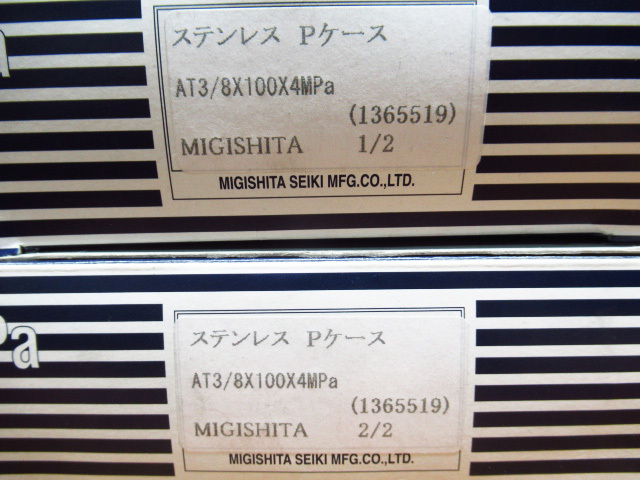 ステンレス Pケース
AT3/8X100X4MPa
(1365519)
MIGISHITA 1/2
MIGISHITA SEIKI MFG.CO.,LTD.
Pa
ステンレス Pケース
AT3/8X100X4MPa
(1365519)
MIGISHITA 2/2
MIGISHITA SEIKI MFG.CO.,LTD.